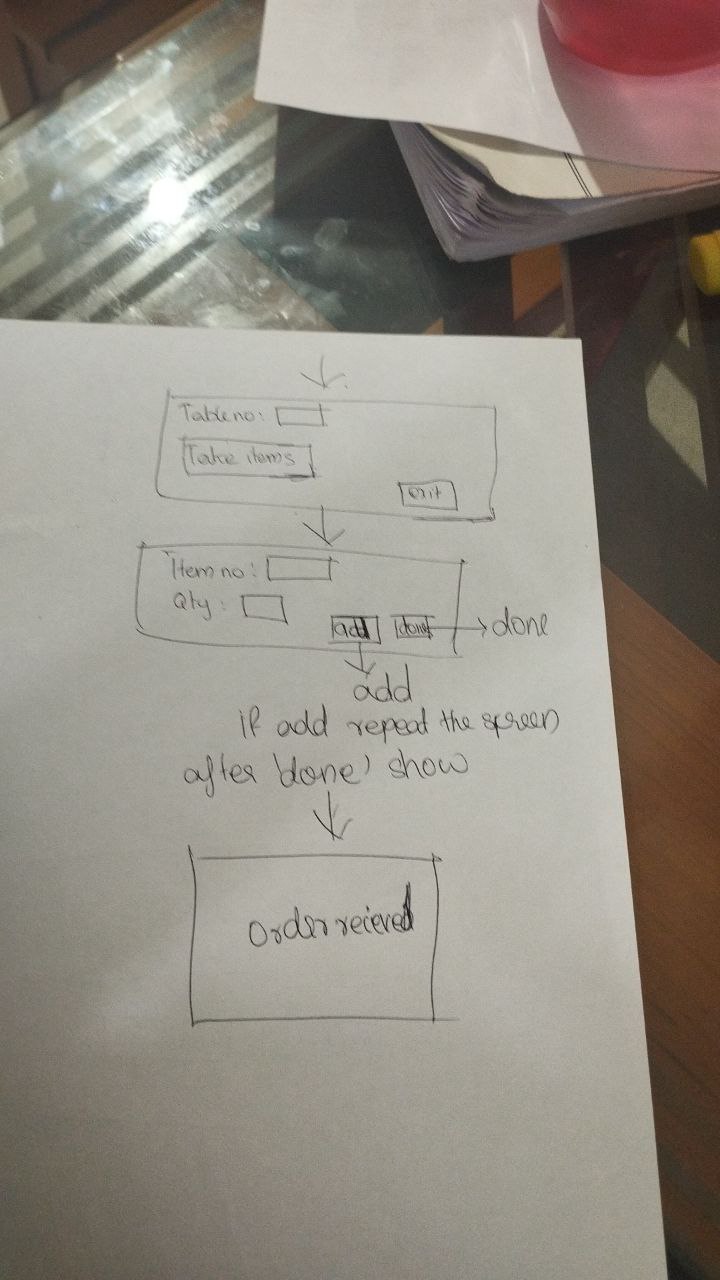 Table no:
Take items
exit
Item no:
Qty:
add done → done
add
if add repeat the screen
after 'done' show
Order recieved